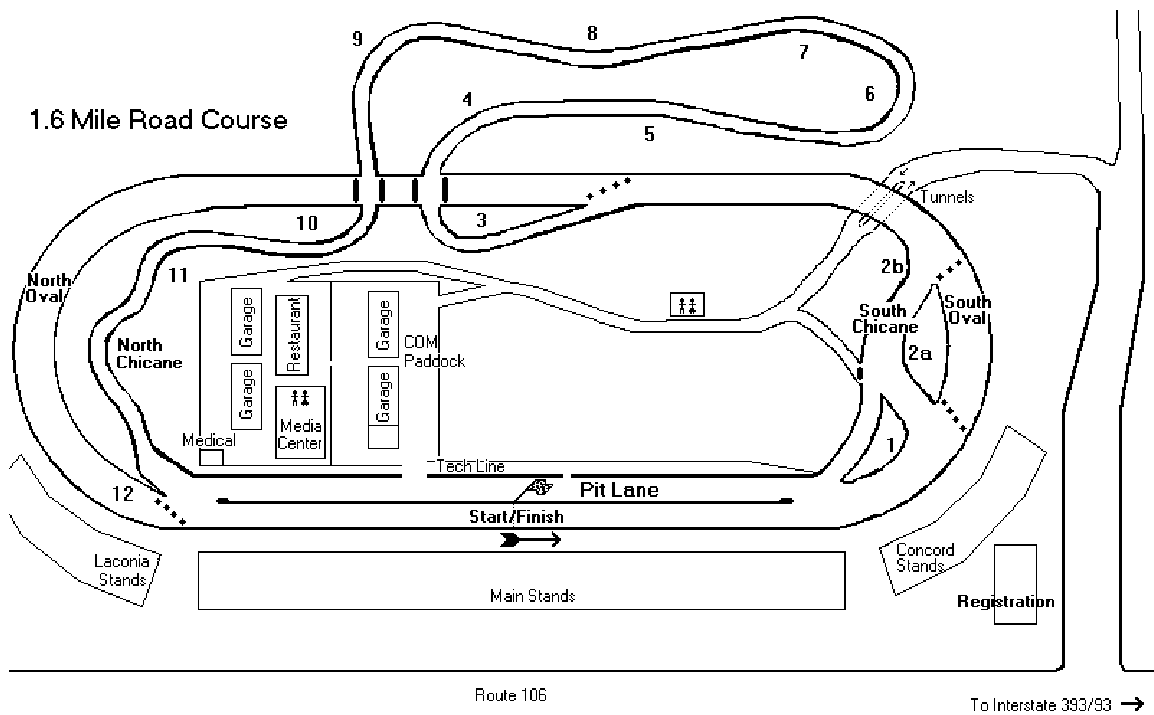 9
8
7
6
4
5
1.6 Mile Road Course
Tunnels
10
3
11
2b
North
Oval
South
Chicane
South
Oval
Garage
Restaurant
Garage
COM
Paddock
North
Chicane
2a
Garage
Garage
Media
Center
Medical
1
Tech Line
12
Pit Lane
Start/Finish
Laconia
Stands
Concord
Stands
Main Stands
Registration
Route 106
To Interstate 393/93